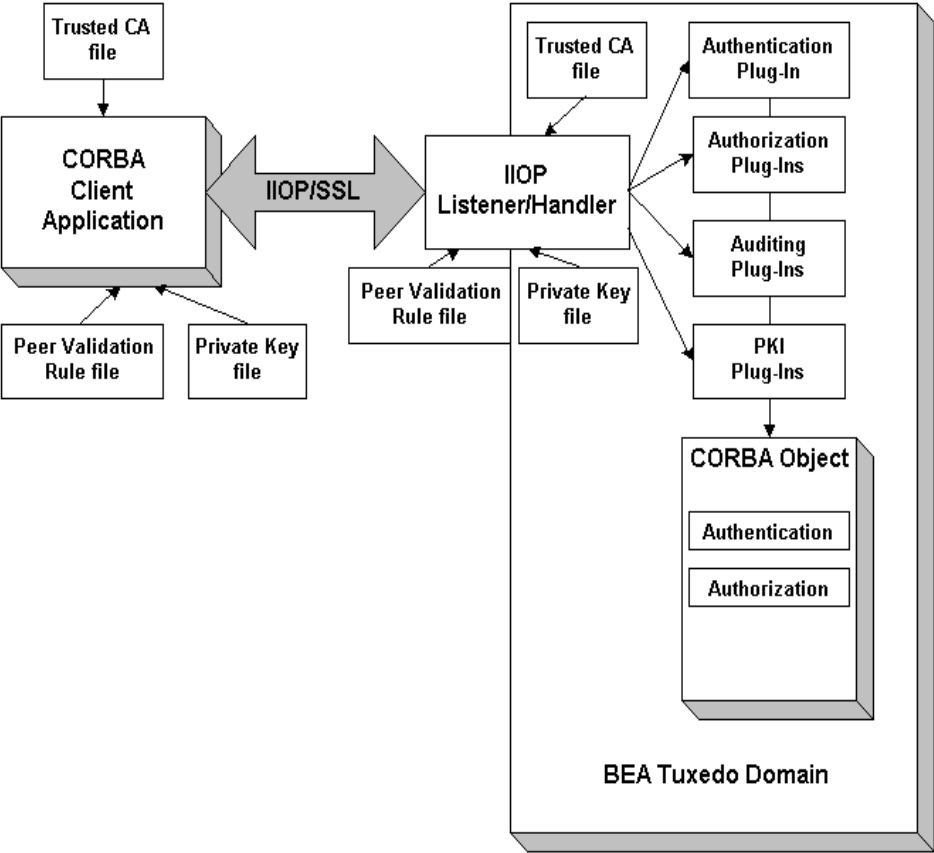 Trusted CA
file
CORBA
Client
Application
Peer Validation
Rule file
Private Key
file
IIOP/SSL
Trusted CA
file
IIOP
Listener/Handler
Peer Validation
Rule file
Private Key
file
Authentication
Plug-In
Authorization
Plug-Ins
Auditing
Plug-Ins
PKI
Plug-Ins
CORBA Object
Authentication
Authorization
BEA Tuxedo Domain